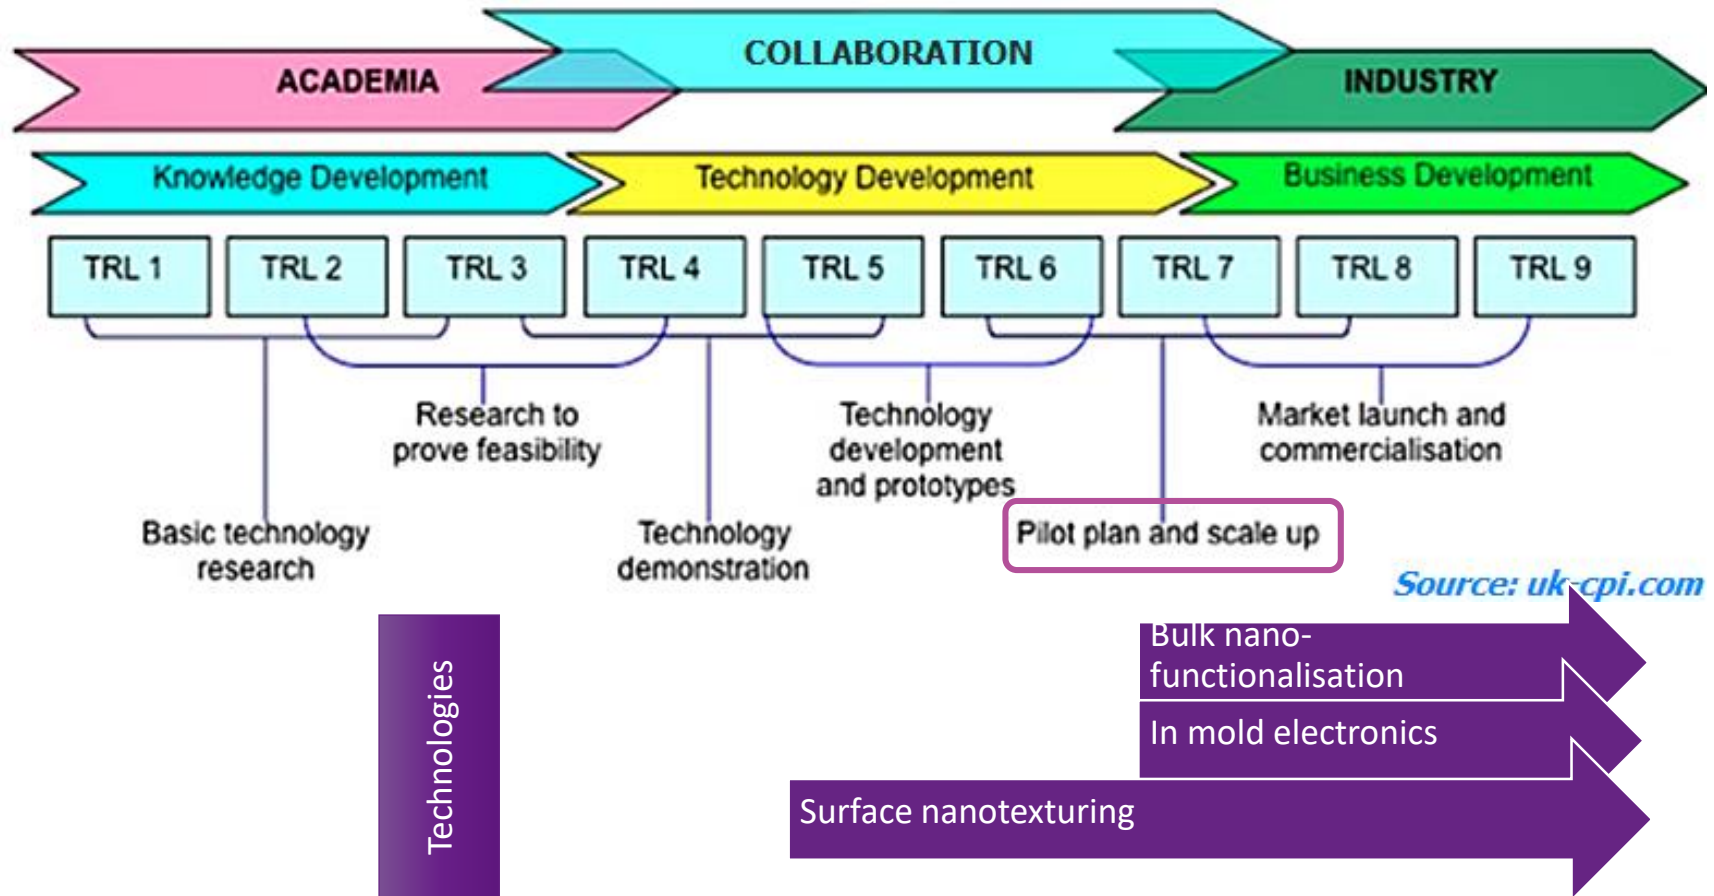 COLLABORATION
ACADEMIA
INDUSTRY
Knowledge Development
Technology Development
Business Development
TRL 1
TRL 2
TRL 3
TRL 4
TRL 5
TRL 6
TRL 7
TRL 8
TRL 9
Research to
prove feasibility
Technology
development
and prototypes
Market launch and
commercialisation
Basic technology
research
Technology
demonstration
Pilot plan and scale up
Source: uk-cpi.com
Technologies
Bulk nano-
functionalisation
In mold electronics
Surface nanotexturing